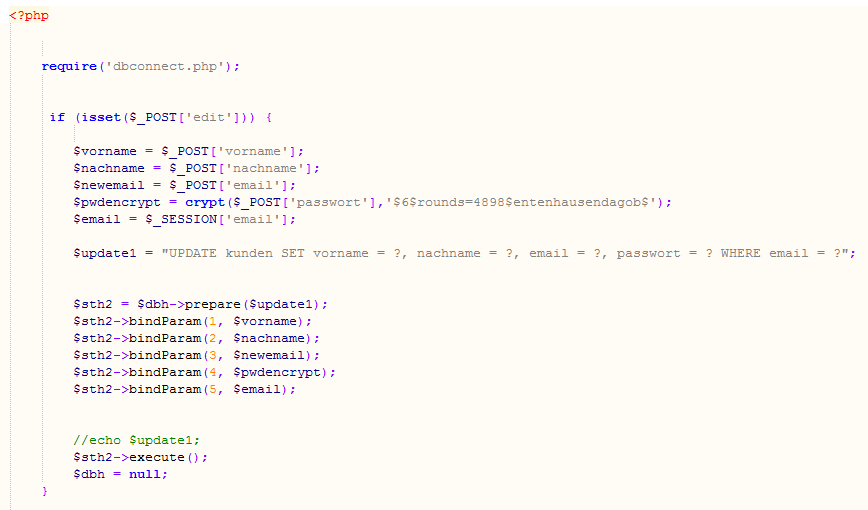 <?php
require('dbconnect.php');
if (isset($_POST['edit'])) {
$vorname = $_POST['vorname'];
$nachname = $_POST['nachname'];
$newemail = $_POST['email'];
$pwdencrypt = crypt($_POST['passwort'],'$6$rounds=4898$entenhausendagob$');
$email = $_SESSION['email'];
$update1 = "UPDATE kunden SET vorname = ?, nachname = ?, email = ?, passwort = ? WHERE email = ?";
$sth2 = $dbh->prepare($update1);
$sth2->bindParam(1, $vorname);
$sth2->bindParam(2, $nachname);
$sth2->bindParam(3, $newemail);
$sth2->bindParam(4, $pwdencrypt);
$sth2->bindParam(5, $email);
//echo $update1;
$sth2->execute();
$dbh = null;
}